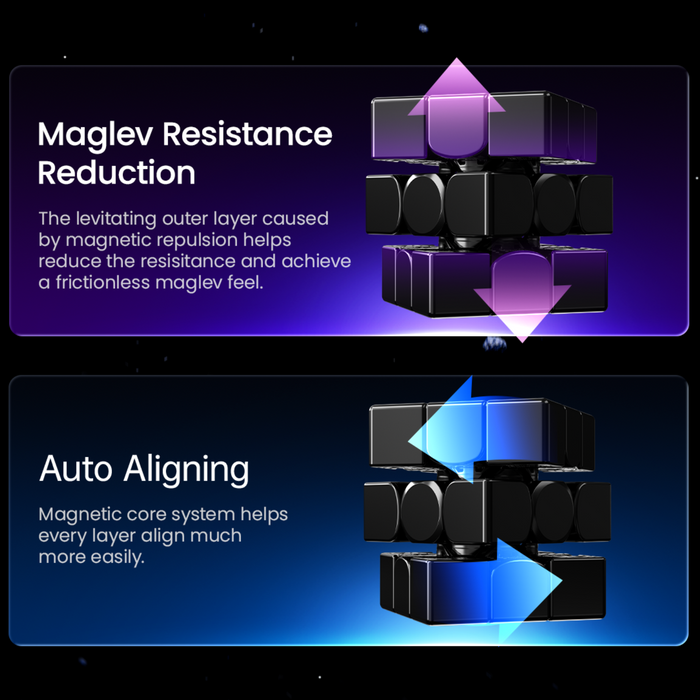 Maglev Resistance
Reduction
The levitating outer layer caused
by magnetic repulsion helps
reduce the resisitance and achieve
a frictionless maglev feel.
Auto Aligning
Magnetic core system helps
every layer align much
more easily.